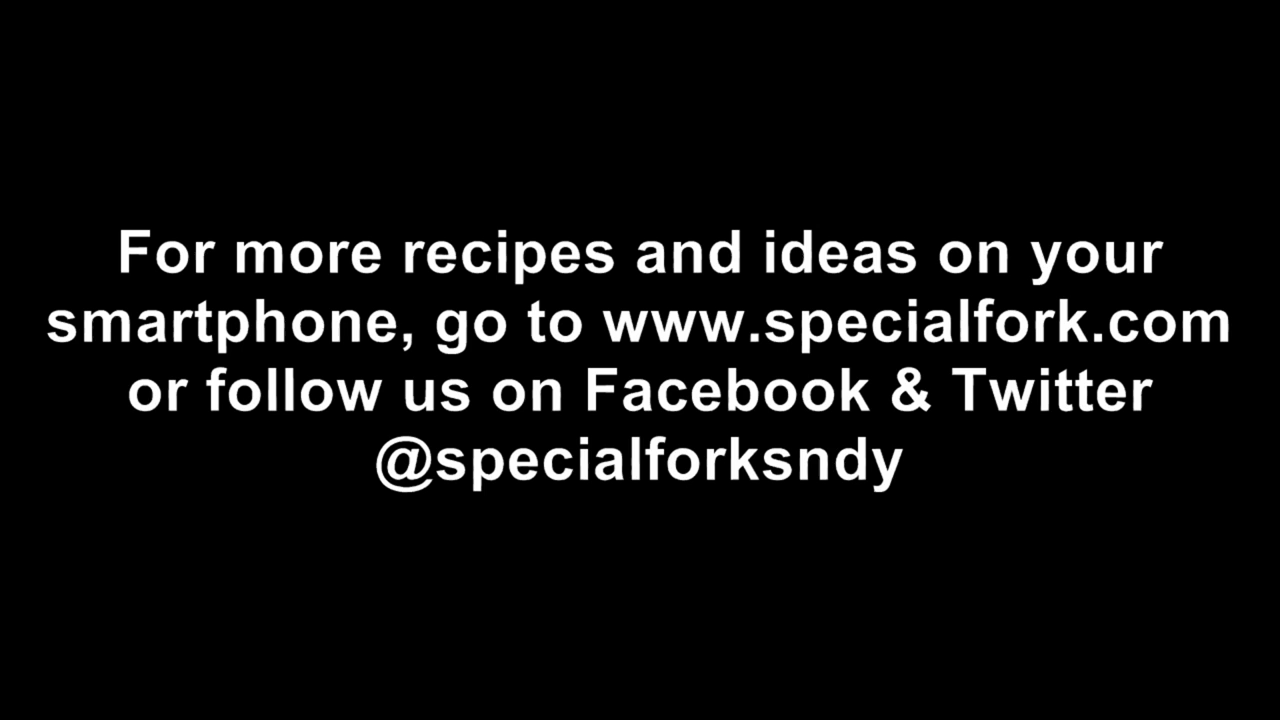 For more recipes and ideas on your
smartphone, go to www.specialfork.com
or follow us on Facebook & Twitter
@specialforksndy